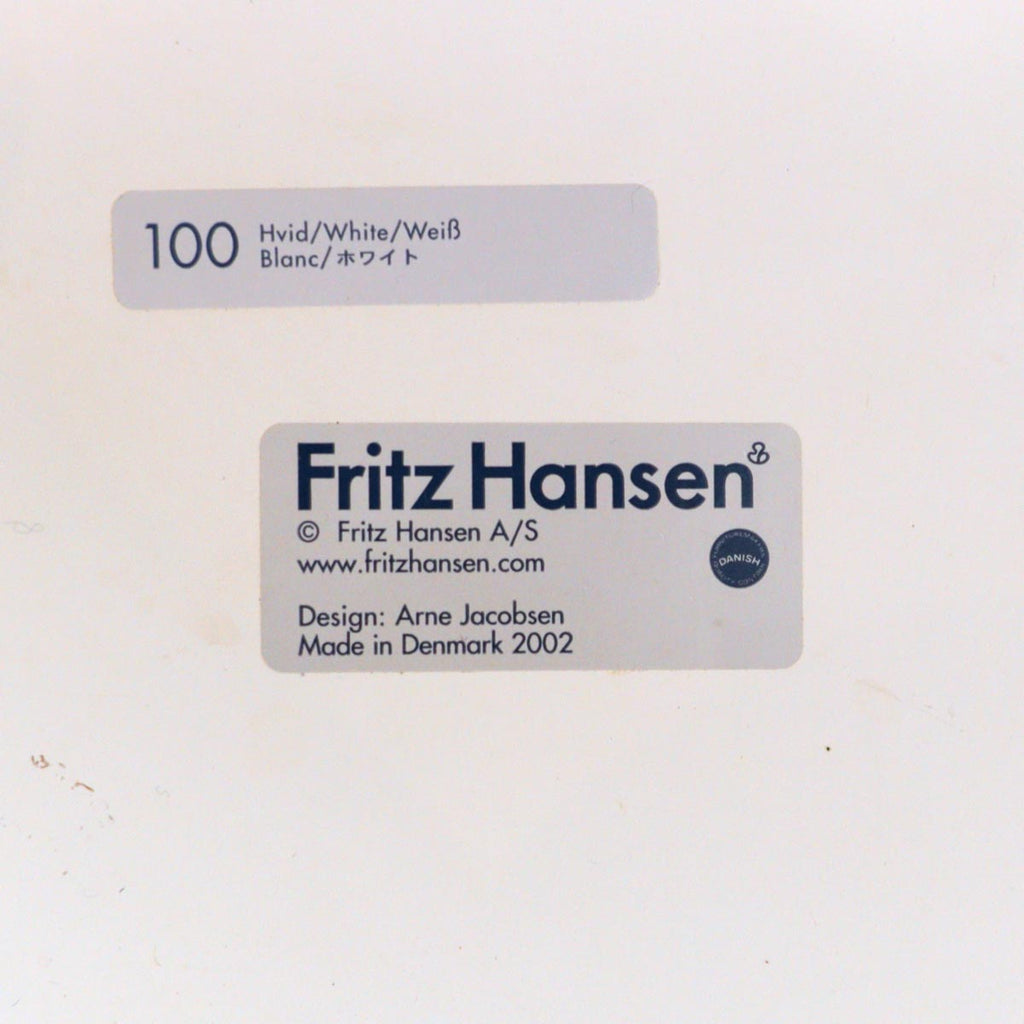 100 Hvid/White/Weiß
Blanc/ホワイト
Fritz Hansen
© Fritz Hansen A/S
www.fritzhansen.com
DANISH
Design: Arne Jacobsen
Made in Denmark 2002